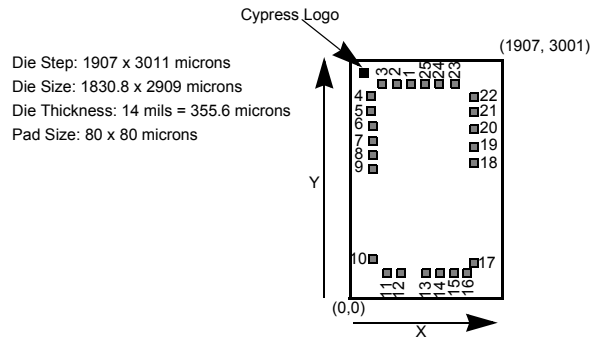 Cypress Logo
(1907, 3001)
Die Step: 1907 x 3011 microns
Die Size: 1830.8 x 2909 microns
Die Thickness: 14 mils = 355.6 microns
Pad Size: 80 x 80 microns
3 2 1 25 24 23
4 22
5 21
6 20
7 19
8 18
9
Y
10 17
11 12 13 14 15 16
(0,0)
X